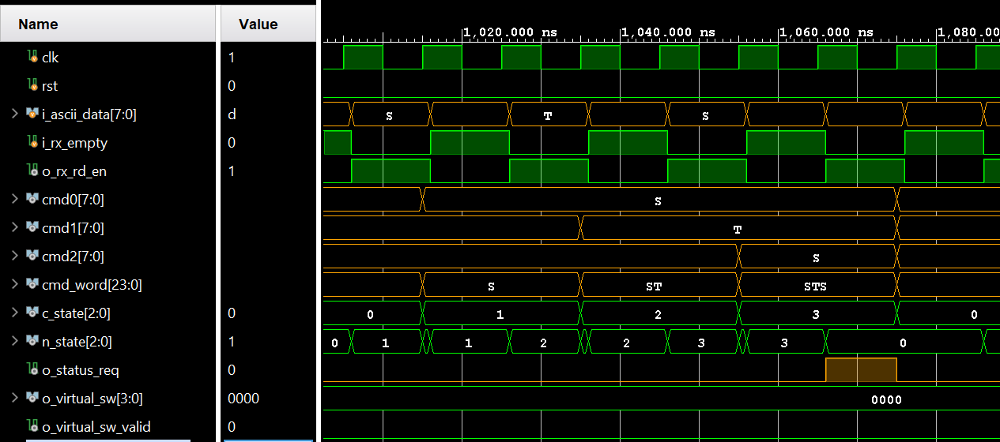 Name Value
1,020.000 ns 1,040.000 ns 1,060.000 ns 1,080.00
clk 1
rst 0
i_ascii_data[7:0] d S T S
i_rx_empty 0
o_rx_rd_en 1
cmd0[7:0] S
cmd1[7:0] T
cmd2[7:0] S
cmd_word[23:0] S ST STS
c_state[2:0] 0 0 1 2 3 0
n_state[2:0] 1 0 1 1 2 2 3 3 0
o_status_req 0
o_virtual_sw[3:0] 0000 0000
o_virtual_sw_valid 0